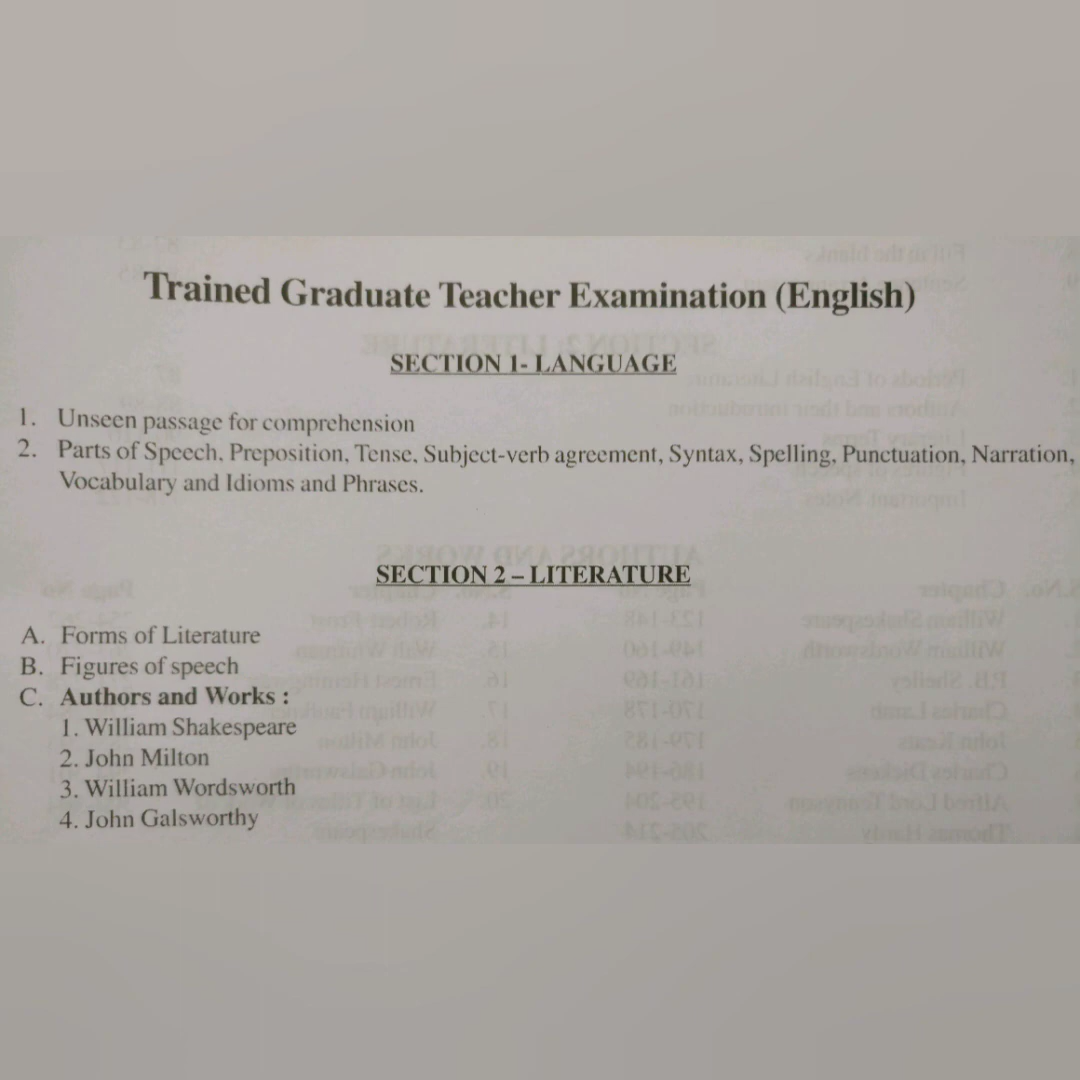 Trained Graduate Teacher Examination (English)
SECTION 1- LANGUAGE
1. Unseen passage for comprehension
2. Parts of Speech, Preposition, Tense, Subject-verb agreement, Syntax, Spelling, Punctuation, Narration,
Vocabulary and Idioms and Phrases.
SECTION 2 – LITERATURE
A. Forms of Literature
B. Figures of speech
C. Authors and Works :
1. William Shakespeare
2. John Milton
3. William Wordsworth
4. John Galsworthy